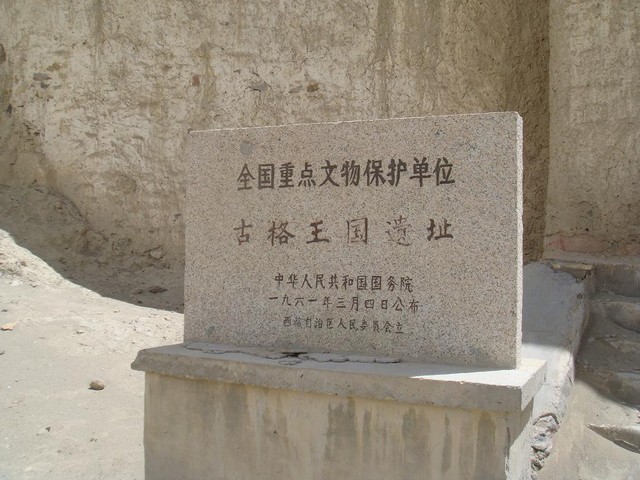 全国重点文物保护单位
古格王国遗址
中华人民共和国国务院
一九六一年三月四日公布
西藏自治区人民委员会立